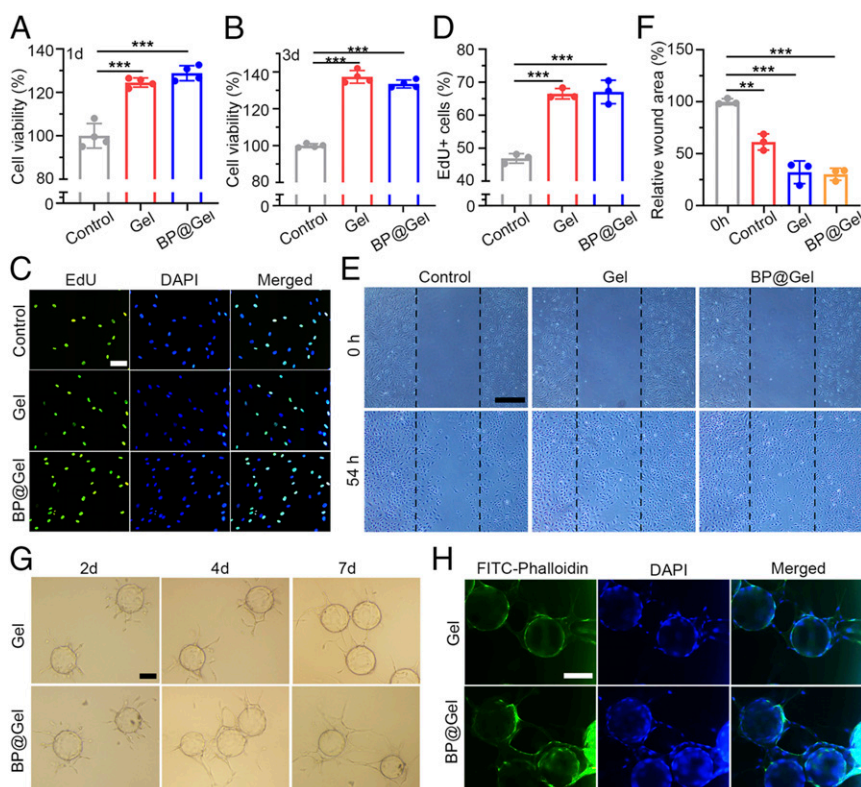 A
1d
***
***
Cell viability (%)
140
120
100
80
0
Control
Gel
BP@Gel
B
3d
***
***
Cell viability (%)
140
120
100
80
0
Control
Gel
BP@Gel
D
***
***
EdU+ cells (%)
80
70
60
50
40
0
Control
Gel
BP@Gel
F
***
***
**
Relative wound area (%)
150
100
50
0
0h
Control
Gel
BP@Gel
C
EdU DAPI Merged
Control
Gel
BP@Gel
E
Control Gel BP@Gel
0 h
54 h
G
2d 4d 7d
Gel
BP@Gel
H
FITC-Phalloidin DAPI Merged
Gel
BP@Gel